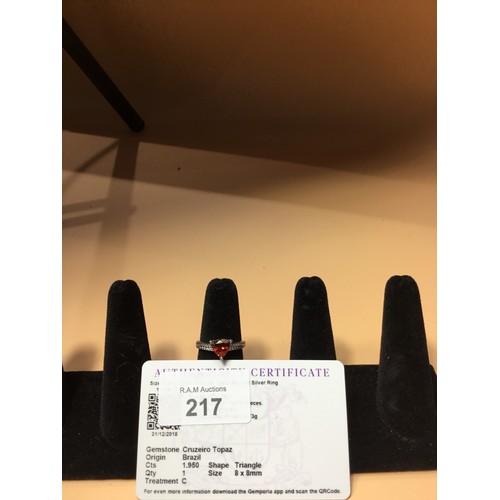 AUTHENTICITY CERTIFICATE
Silver Ring
R.A.M Auctions
217
21/12/2018
Gemstone Cruzeiro Topaz
Origin Brazil
Cts 1.950 Shape Triangle
Qty 1 Size 8 x 8mm
Treatment C
For even more information download the Gemporia app and scan the QRCode.